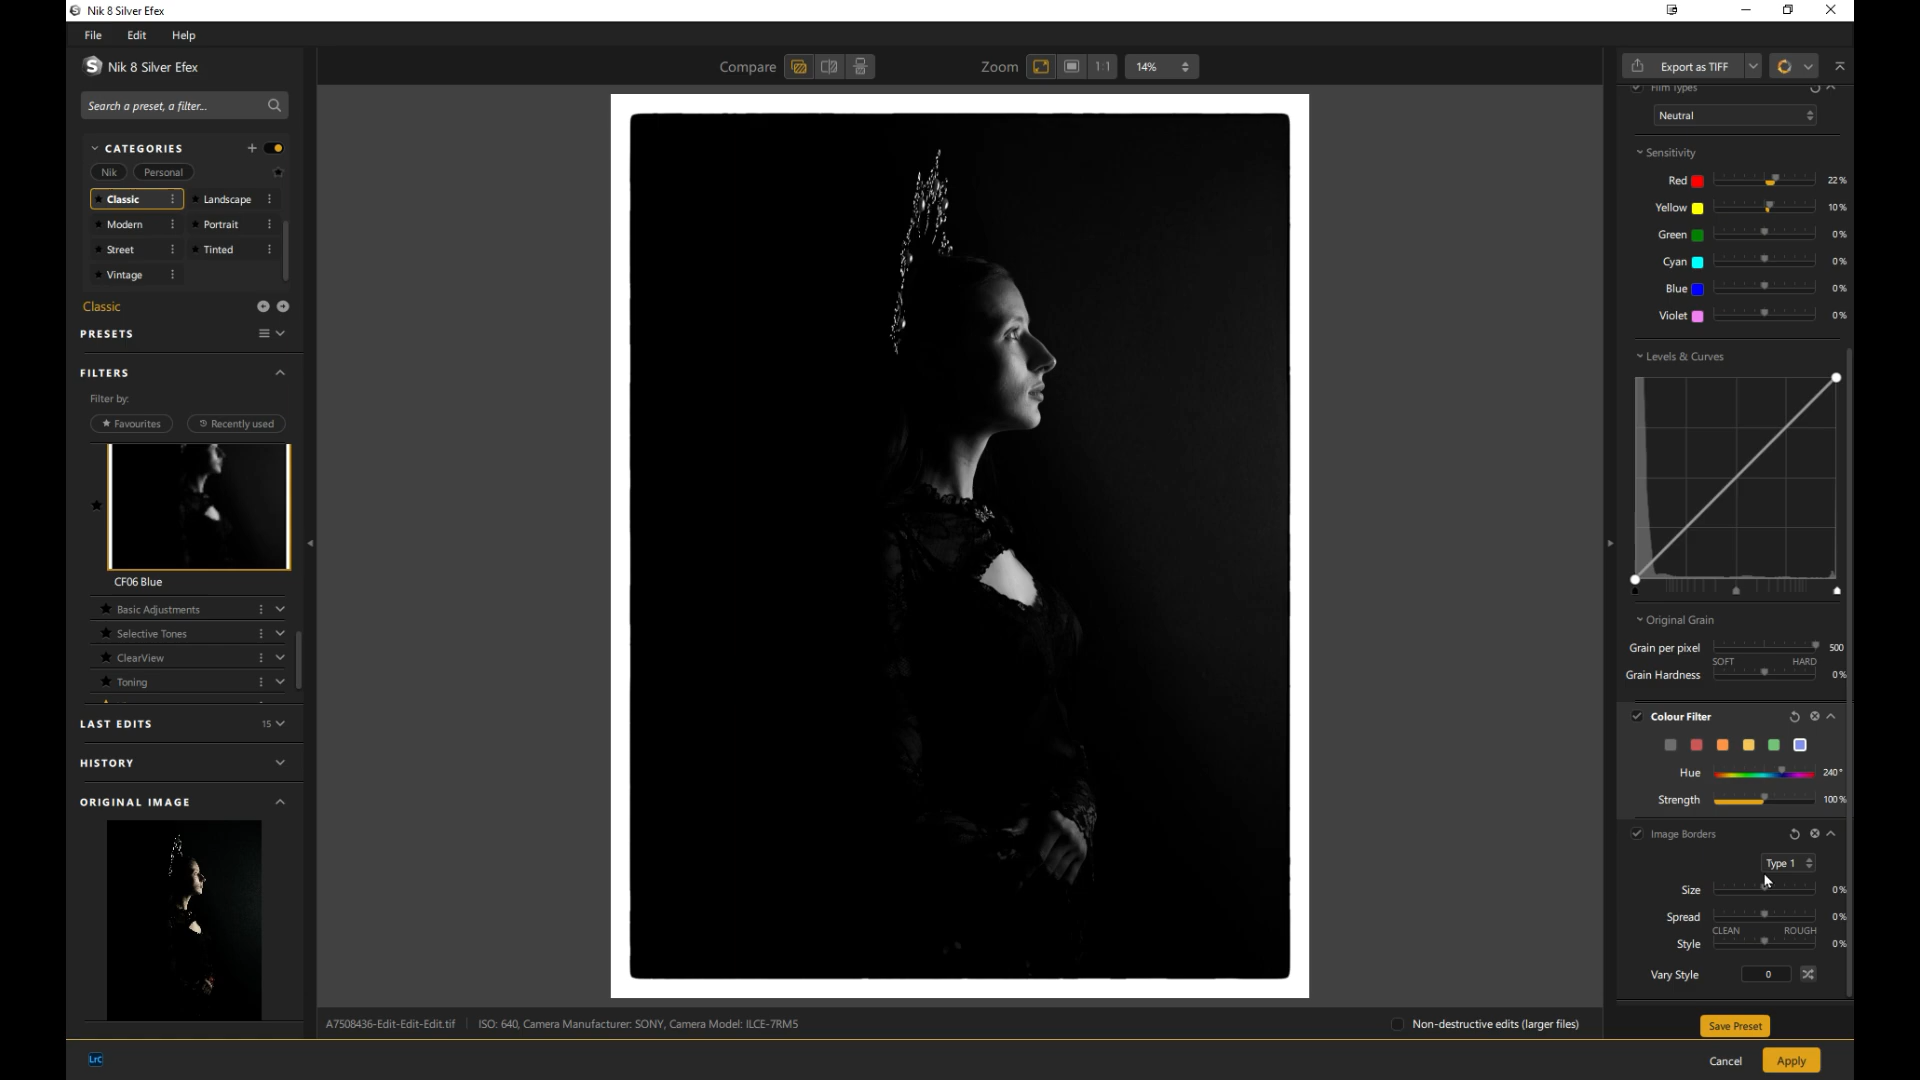 Nik 8 Silver Efex
File Edit Help
Nik 8 Silver Efex
Compare
Zoom
1:1
14%
Export as TIFF
Search a preset, a filter...
CATEGORIES
Nik Personal
Classic Landscape
Modern Portrait
Street Tinted
Vintage
Classic
PRESETS
FILTERS
Filter by:
Favourites Recently used
CF06 Blue
Basic Adjustments
Selective Tones
ClearView
Toning
LAST EDITS 15
HISTORY
ORIGINAL IMAGE
A7508436-Edit-Edit-Edit.tif ISO: 640, Camera Manufacturer: SONY, Camera Model: ILCE-7RM5
Non-destructive edits (larger files)
Film Types
Neutral
Sensitivity
Red 22%
Yellow 10%
Green 0%
Cyan 0%
Blue 0%
Violet 0%
Levels & Curves
Original Grain
Grain per pixel 500
SOFT HARD
Grain Hardness 0%
Colour Filter
Hue 240°
Strength 100%
Image Borders
Type 1
Size 0%
Spread 0%
CLEAN ROUGH
Style 0%
Vary Style 0
Save Preset
LrC
Cancel Apply